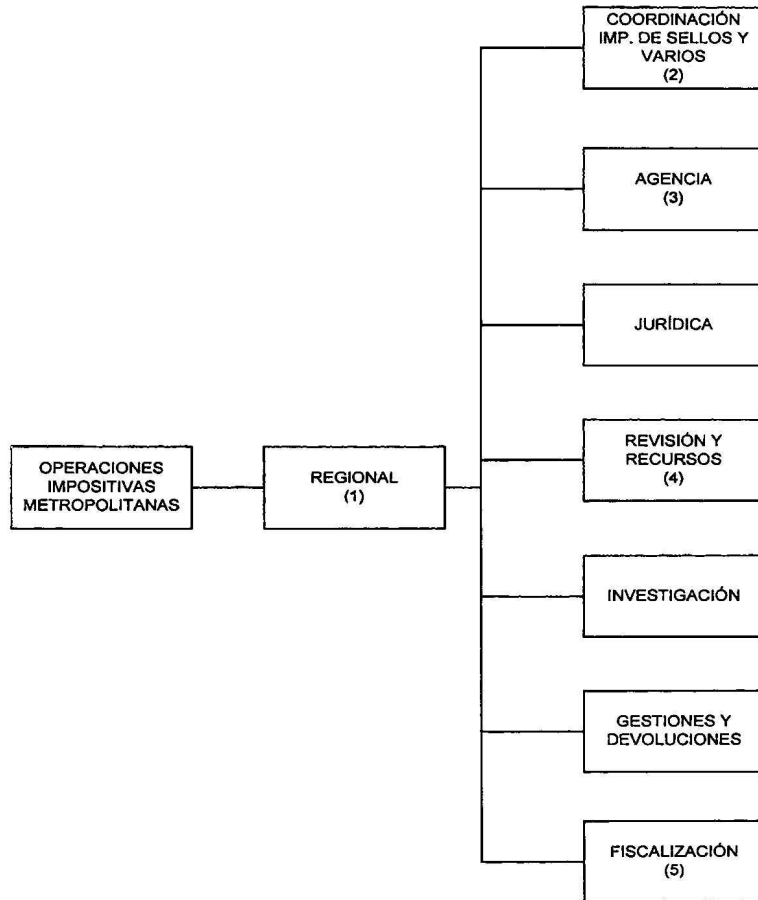 COORDINACIÓN
IMP. DE SELLOS Y
VARIOS
(2)
AGENCIA
(3)
JURÍDICA
OPERACIONES
IMPOSITIVAS
METROPOLITANAS
REGIONAL
(1)
REVISIÓN Y
RECURSOS
(4)
INVESTIGACIÓN
GESTIONES Y
DEVOLUCIONES
FISCALIZACIÓN
(5)